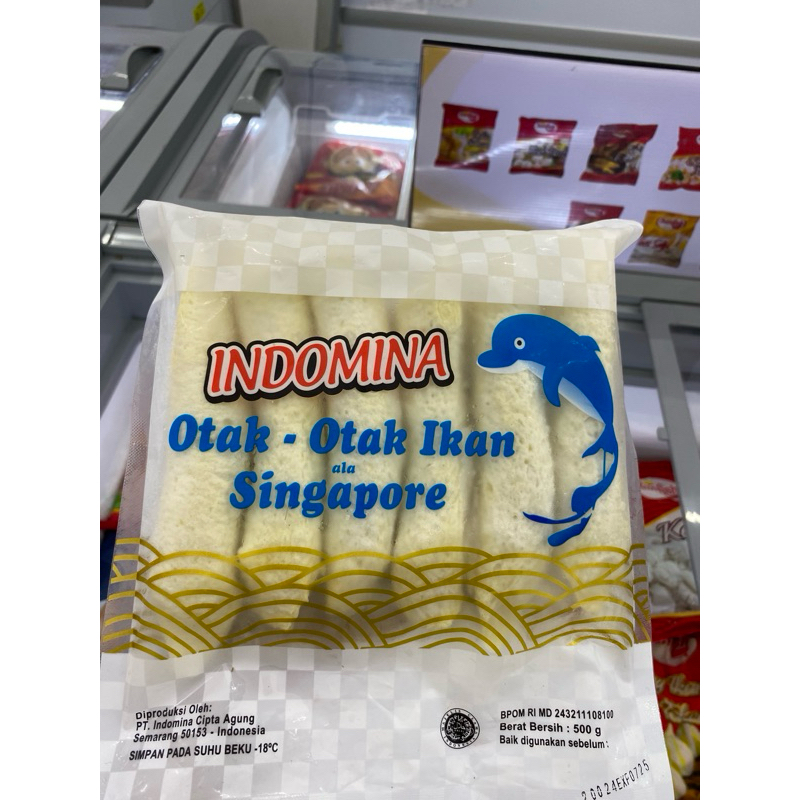 INDOMINA
Otak - Otak Ikan
ala
Singapore
Diproduksi Oleh:
PT. Indomina Cipta Agung
Semarang 50153 - Indonesia
SIMPAN PADA SUHU BEKU -18°C
BPOM RI MD 243211108100
Berat Bersih : 500 g
Baik digunakan sebelum: